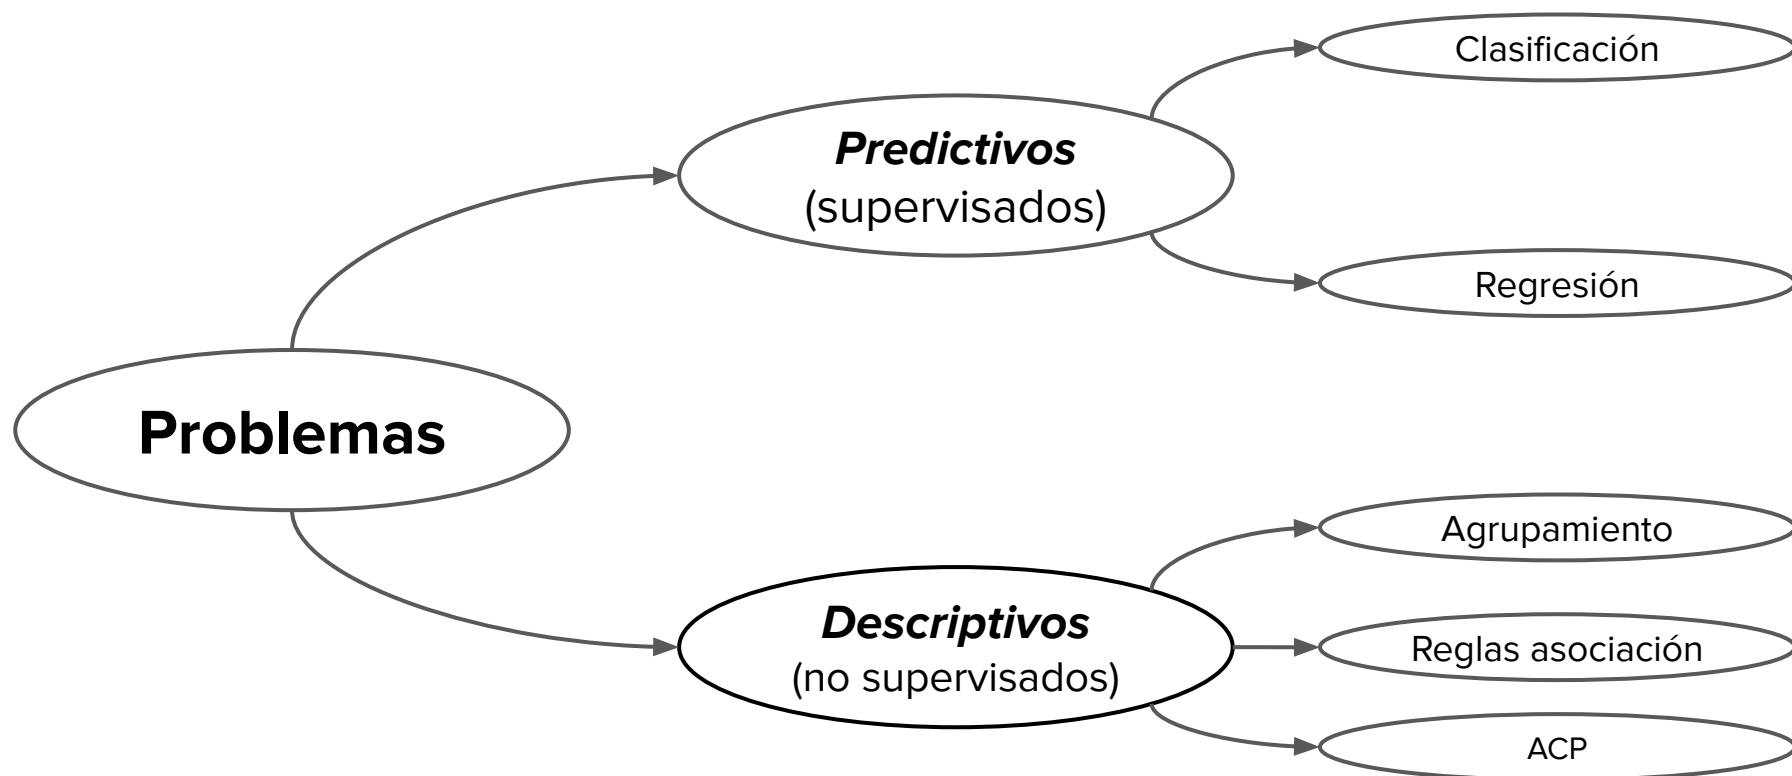 Problemas
Predictivos
(supervisados)
Clasificación
Regresión
Descriptivos
(no supervisados)
Agrupamiento
Reglas asociación
ACP